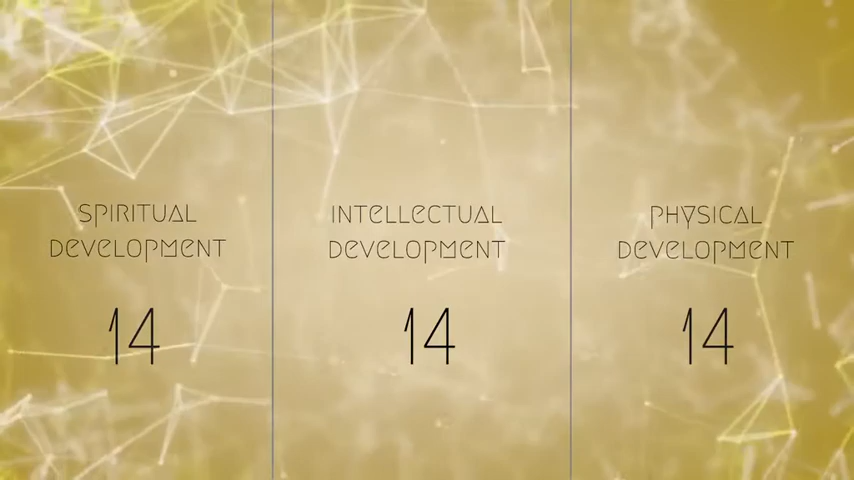 SPIRITUAL
DEVELOPMENT
14
INTELLECTUAL
DEVELOPMENT
14
PHYSICAL
DEVELOPMENT
14